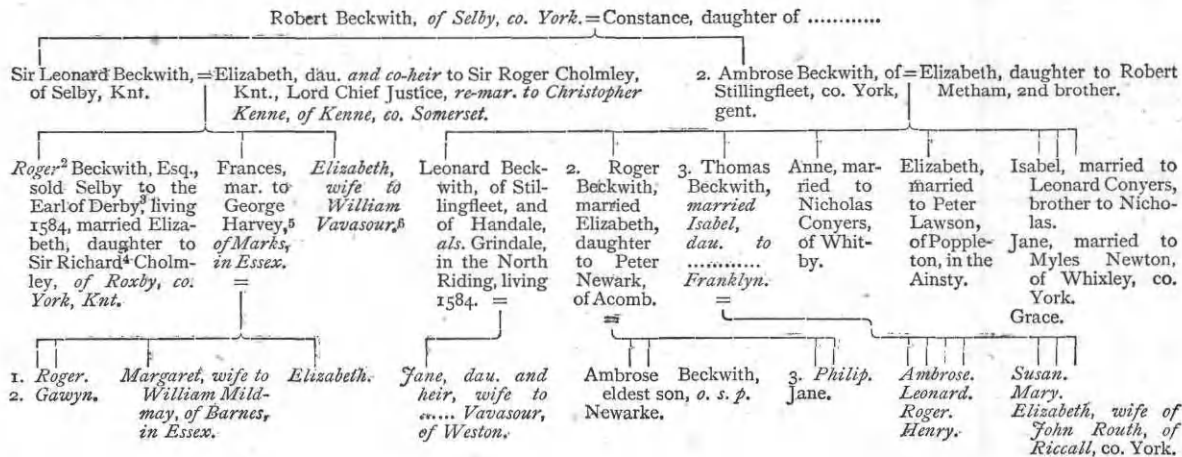 Robert Beckwith, of Selby, co. York.=Constance, daughter of ............
Sir Leonard Beckwith,
of Selby, Knt.
=Elizabeth, dau. and co-heir to Sir Roger Cholmley,
Knt., Lord Chief Justice, re-mar. to Christopher
Kenne, of Kenne, co. Somerset.
2. Ambrose Beckwith, of
Stillingfleet, co. York,
gent.
=Elizabeth, daughter to Robert
Metham, 2nd brother.
Roger² Beckwith, Esq.,
sold Selby to the
Earl of Derby,³ living
1584, married Eliza-
beth, daughter to
Sir Richard⁴ Cholm-
ley, of Roxby, co.
York, Knt.
Frances,
mar. to
George
Harvey,⁵
of Marks,
in Essex.
=
Elizabeth,
wife to
William
Vavasour.⁶
Leonard Beck-
with, of Stil-
lingfleet, and
of Handale,
als. Grindale,
in the North
Riding, living
1584. =
2. Roger
Beckwith,
married
Elizabeth,
daughter
to Peter
Newark,
of Acomb.
=
3. Thomas
Beckwith,
married
Isabel,
dau. to
............
Franklyn.
=
Anne, mar-
ried to
Nicholas
Conyers,
of Whit-
by.
Elizabeth,
married
to Peter
Lawson,
of Popple-
ton, in the
Ainsty.
Isabel, married to
Leonard Conyers,
brother to Nicho-
las.
Jane, married to
Myles Newton,
of Whixley, co.
York.
Grace.
1. Roger.
2. Gawyn.
Margaret, wife to
William Mild-
may, of Barnes,
in Essex.
Elizabeth.
Jane, dau. and
heir, wife to
...... Vavasour,
of Weston.
Ambrose Beckwith,
eldest son, o. s. p.
Newarke.
3. Philip.
Jane.
Ambrose.
Leonard.
Roger.
Henry.
Susan.
Mary.
Elizabeth, wife of
John Routh, of
Riccall, co. York.